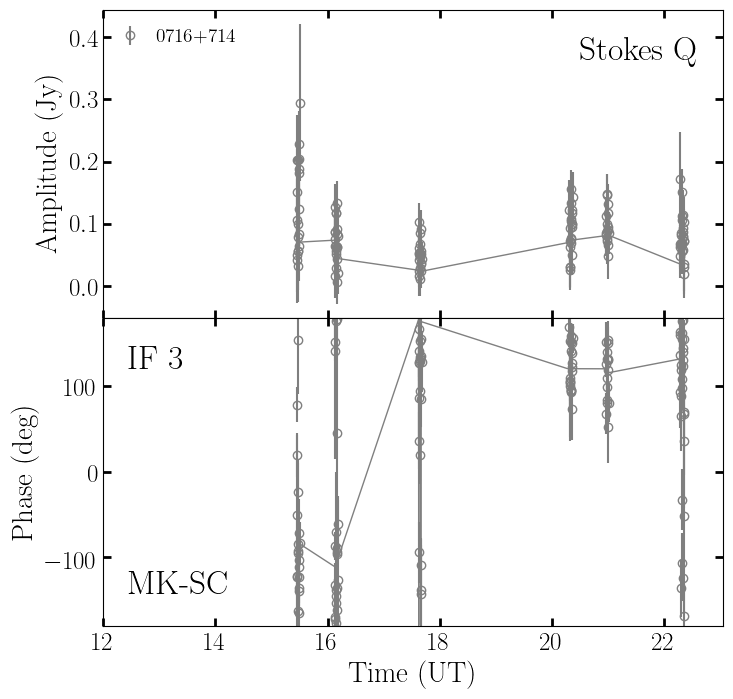 0716+714
Stokes Q
Amplitude (Jy)
0.4
0.3
0.2
0.1
0.0
IF 3
MK-SC
Phase (deg)
100
0
−100
12 14 16 18 20 22
Time (UT)